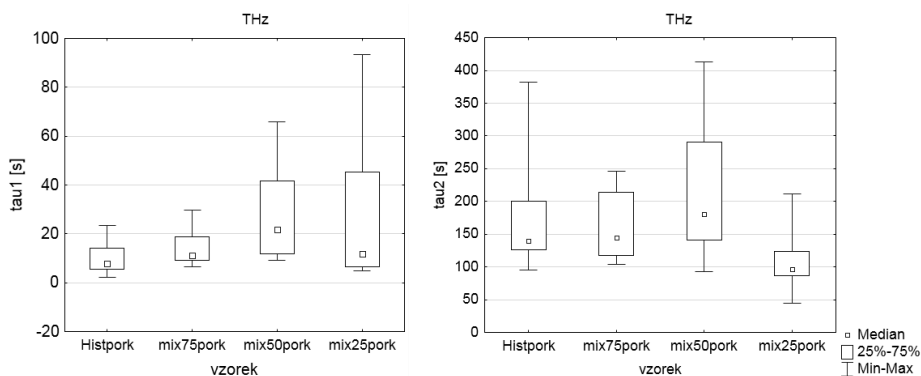 THz
100
80
60
40
20
0
-20
tau1 [s]
Histpork mix75pork mix50pork mix25pork
vzorek
THz
450
400
350
300
250
200
150
100
50
0
tau2 [s]
Histpork mix75pork mix50pork mix25pork
vzorek
Median
25%-75%
Min-Max